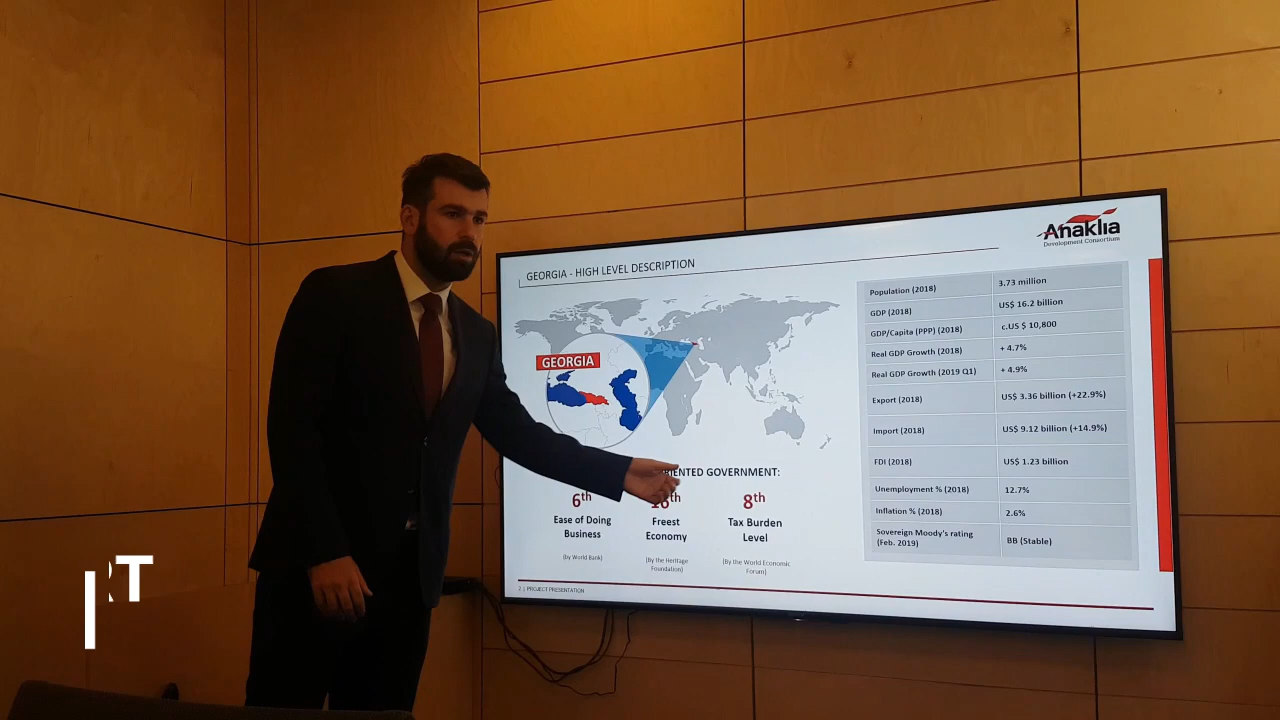 Anaklia
Development Consortium
GEORGIA - HIGH LEVEL DESCRIPTION
GEORGIA
GOVERNMENT:
6th
8th
Ease of Doing
Business
Freest
Economy
Tax Burden
Level
(by World Bank)
(By the Heritage
Foundation)
(By the World Economic
Forum)
Population (2018) 3.73 million
GDP (2018) US$ 16.2 billion
GDP/Capita (PPP) (2018) c.US $ 10,800
Real GDP Growth (2018) + 4.7%
Real GDP Growth (2019 Q1) + 4.9%
Export (2018) US$ 3.36 billion (+22.9%)
Import (2018) US$ 9.12 billion (+14.9%)
FDI (2018) US$ 1.23 billion
Unemployment % (2018) 12.7%
Inflation % (2018) 2.6%
Sovereign Moody's rating
(Feb. 2019) BB (Stable)
2 | PROJECT PRESENTATION